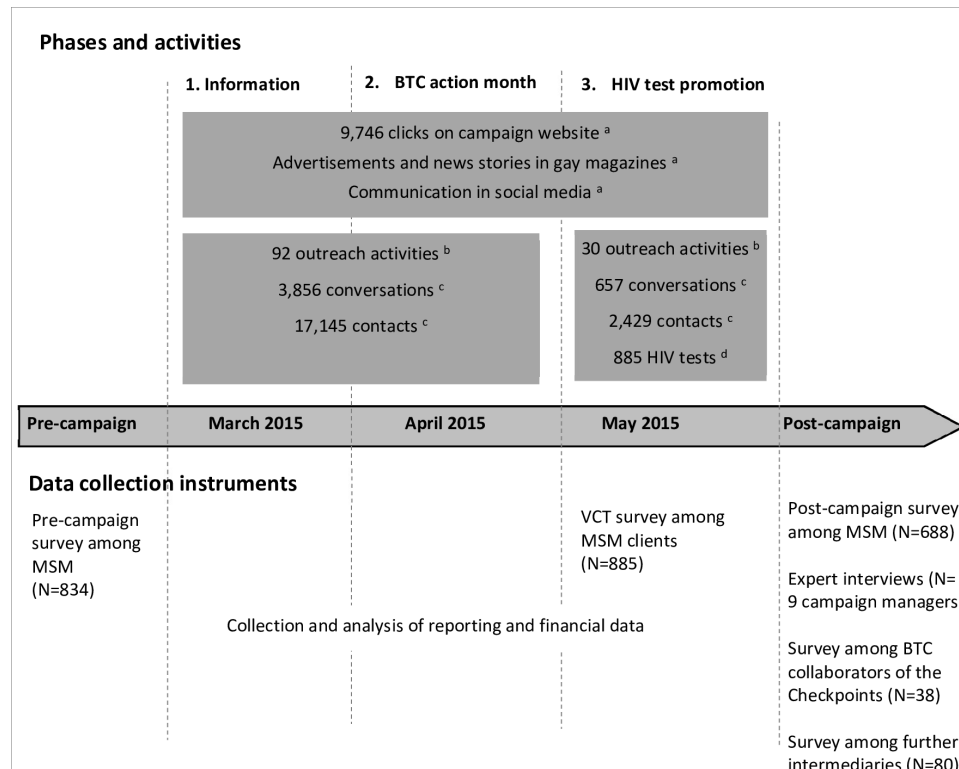 Phases and activities
1. Information
2. BTC action month
3. HIV test promotion
9,746 clicks on campaign website ᵃ
Advertisements and news stories in gay magazines ᵃ
Communication in social media ᵃ
92 outreach activities ᵇ
3,856 conversations ᶜ
17,145 contacts ᶜ
30 outreach activities ᵇ
657 conversations ᶜ
2,429 contacts ᶜ
885 HIV tests ᵈ
Pre-campaign
March 2015
April 2015
May 2015
Post-campaign
Data collection instruments
Pre-campaign
survey among
MSM
(N=834)
VCT survey among
MSM clients
(N=885)
Collection and analysis of reporting and financial data
Post-campaign survey
among MSM (N=688)
Expert interviews (N=
9 campaign managers
Survey among BTC
collaborators of the
Checkpoints (N=38)
Survey among further
intermediaries (N=80)